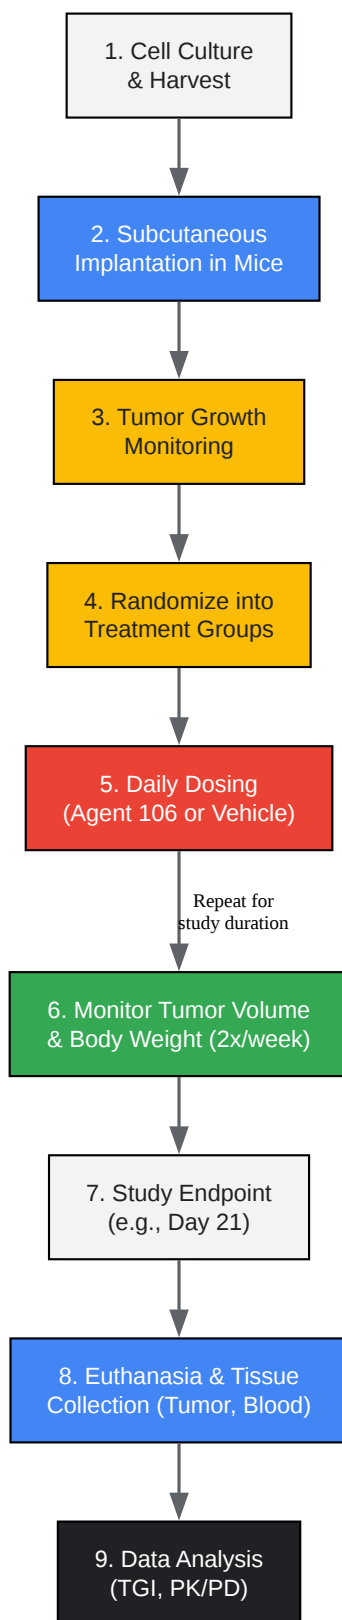 1. Cell Culture
& Harvest
2. Subcutaneous
Implantation in Mice
3. Tumor Growth
Monitoring
4. Randomize into
Treatment Groups
5. Daily Dosing
(Agent 106 or Vehicle)
Repeat for
study duration
6. Monitor Tumor Volume
& Body Weight (2x/week)
7. Study Endpoint
(e.g., Day 21)
8. Euthanasia & Tissue
Collection (Tumor, Blood)
9. Data Analysis
(TGI, PK/PD)